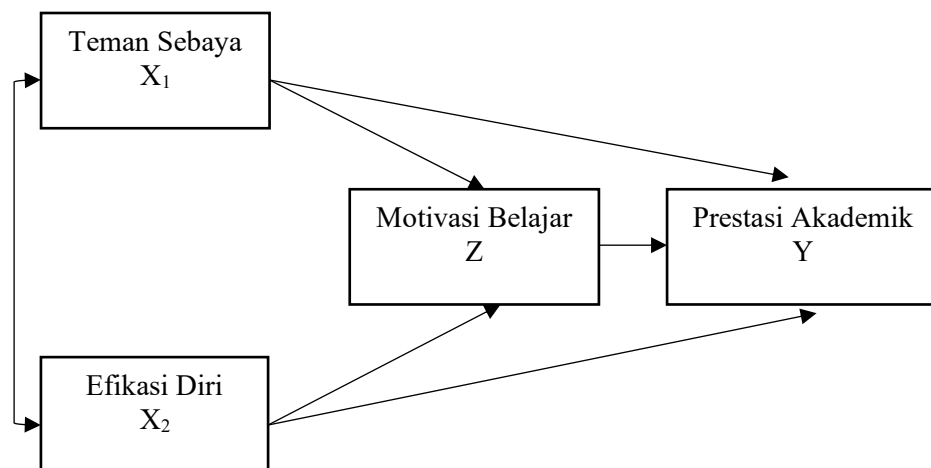 Teman Sebaya
X₁
Motivasi Belajar
Z
Prestasi Akademik
Y
Efikasi Diri
X₂